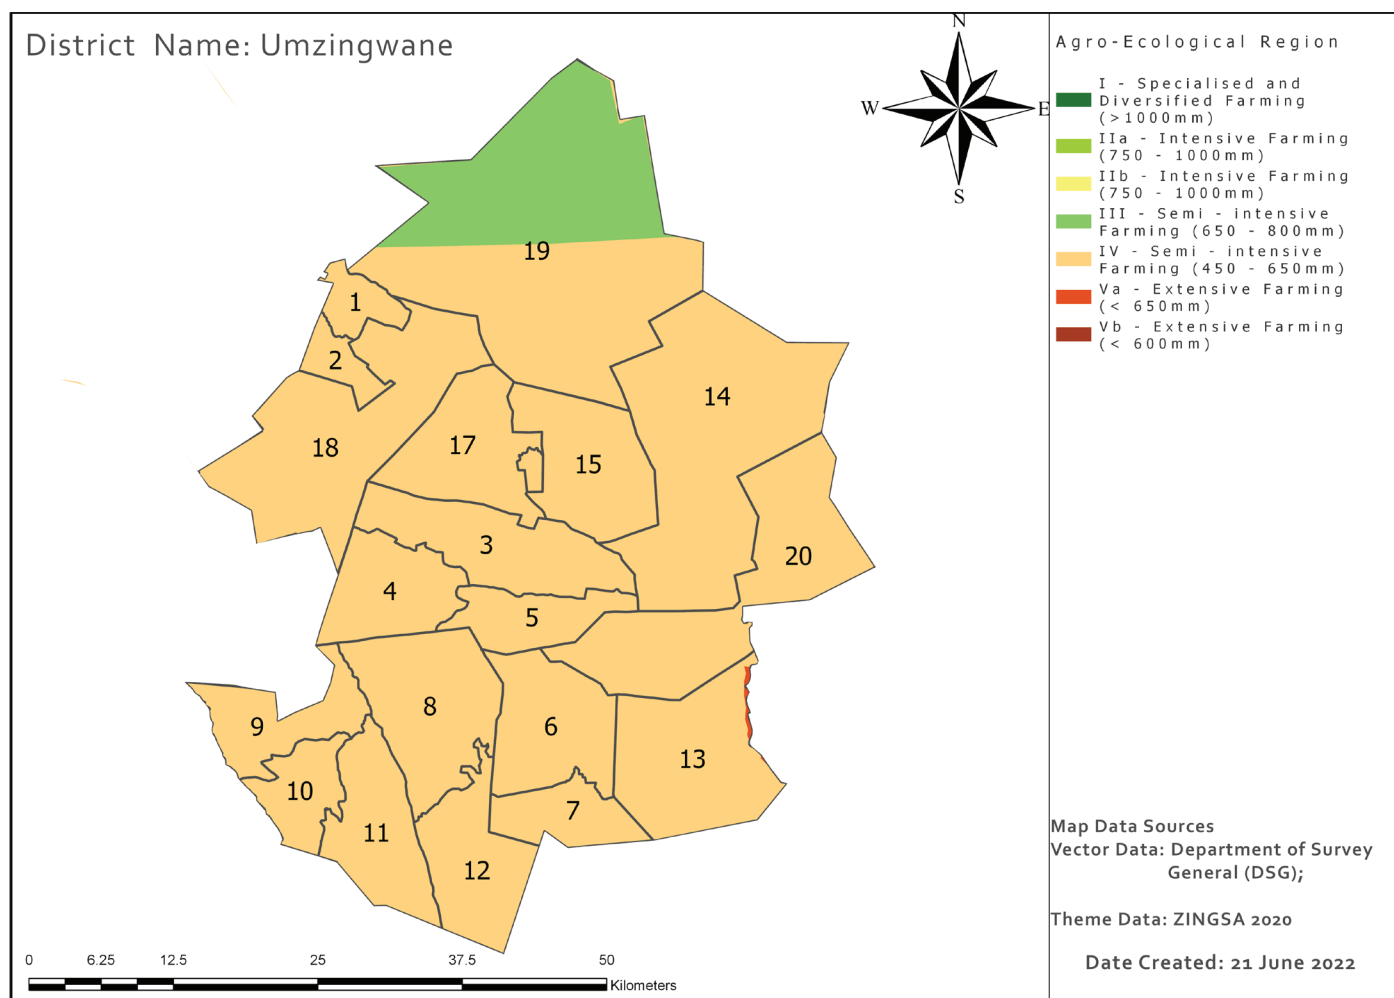 District Name: Umzingwane
N
W
E
S
Agro-Ecological Region
I - Specialised and
Diversified Farming
(>1000mm)
IIa - Intensive Farming
(750 - 1000mm)
IIb - Intensive Farming
(750 - 1000mm)
III - Semi - intensive
Farming (650 - 800mm)
IV - Semi - intensive
Farming (450 - 650mm)
Va - Extensive Farming
(< 650mm)
Vb - Extensive Farming
(< 600mm)
19
1
2
14
18
17
15
3
20
4
5
9
8
6
13
10
7
11
12
Map Data Sources
Vector Data: Department of Survey
General (DSG);
Theme Data: ZINGSA 2020
Date Created: 21 June 2022
0 6.25 12.5 25 37.5 50
Kilometers